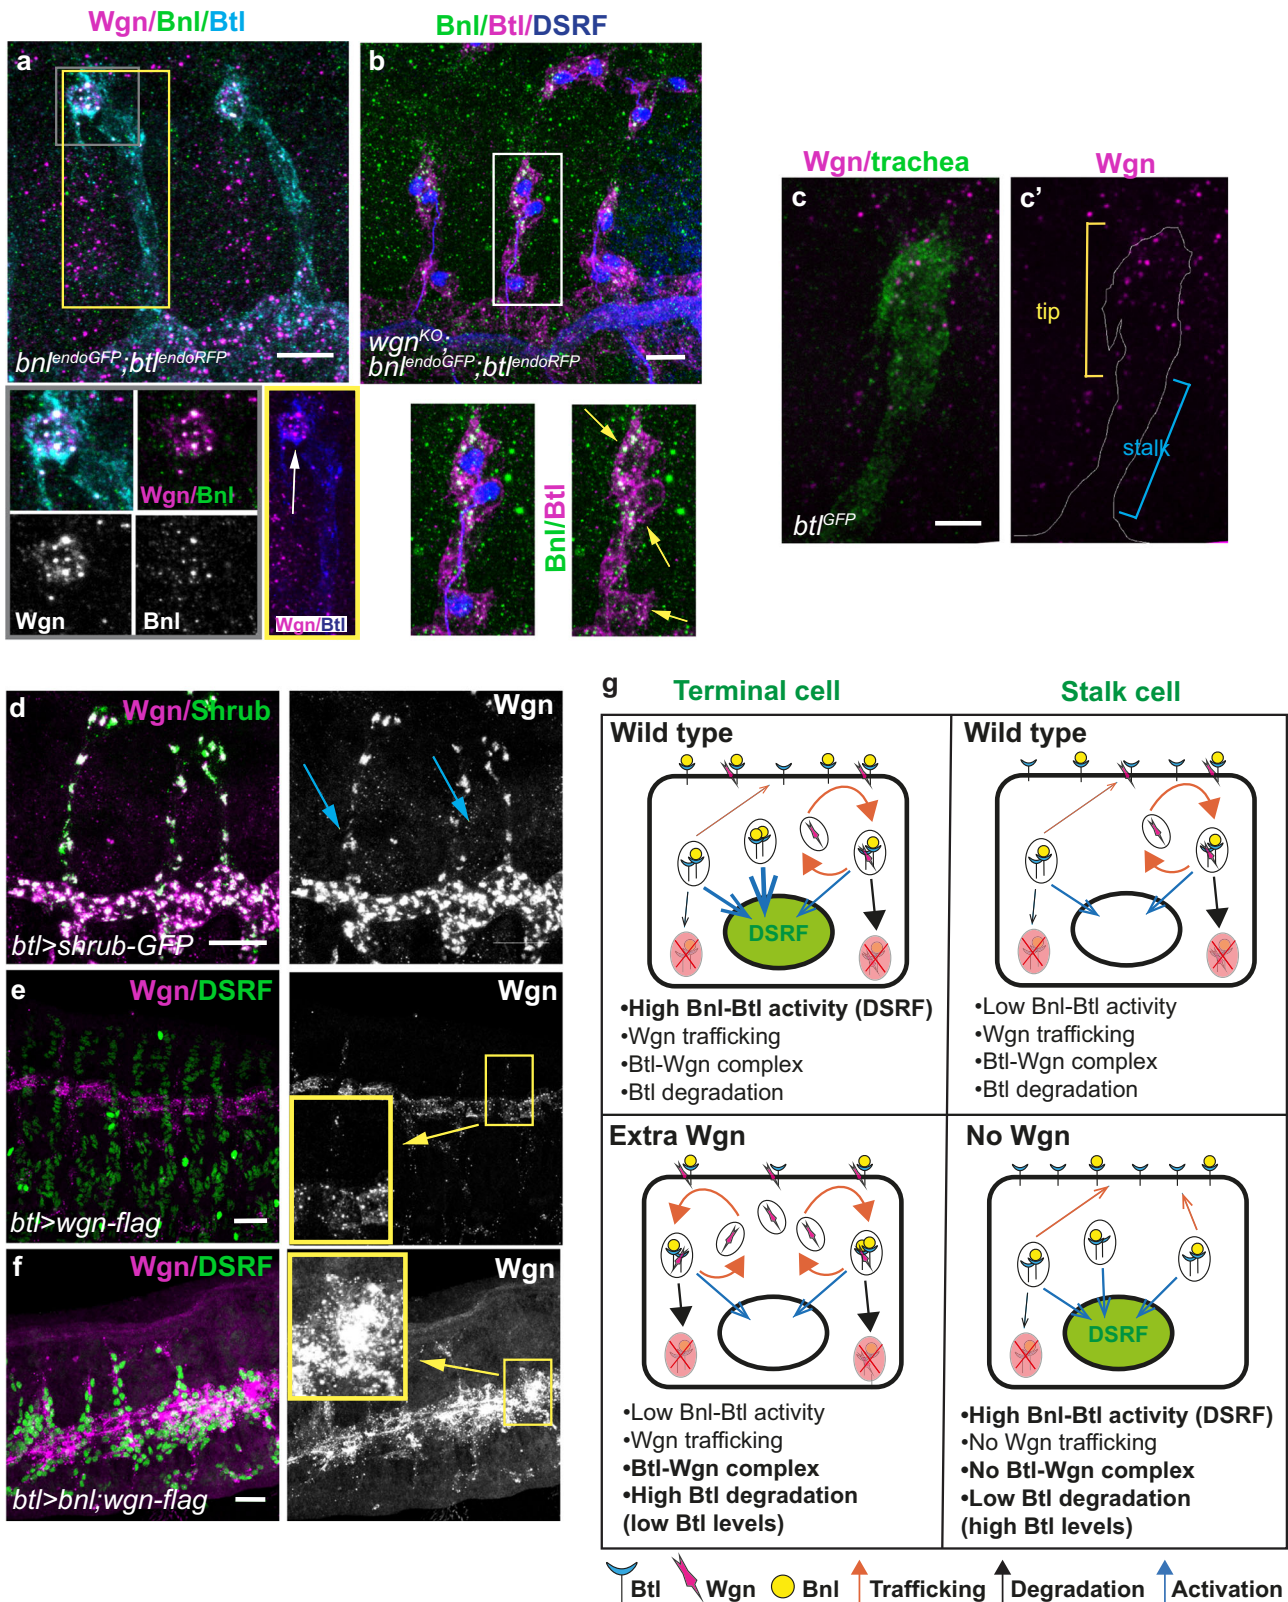 Wgn/Bnl/Btl
a
bnl^endoGFP;btl^endoRFP
Wgn/Bnl
Wgn
Bnl
Wgn/Btl
Bnl/Btl/DSRF
b
wgn^KO;
bnl^endoGFP;btl^endoRFP
Bnl/Btl
Wgn/trachea
c
btl^GFP
Wgn
c’
tip
stalk
d
Wgn/Shrub
btl>shrub-GFP
Wgn
e
Wgn/DSRF
btl>wgn-flag
Wgn
f
Wgn/DSRF
btl>bnl;wgn-flag
Wgn
g
Terminal cell
Stalk cell
Wild type
DSRF
•High Bnl-Btl activity (DSRF)
•Wgn trafficking
•Btl-Wgn complex
•Btl degradation
Wild type
•Low Bnl-Btl activity
•Wgn trafficking
•Btl-Wgn complex
•Btl degradation
Extra Wgn
•Low Bnl-Btl activity
•Wgn trafficking
•Btl-Wgn complex
•High Btl degradation
(low Btl levels)
No Wgn
DSRF
•High Bnl-Btl activity (DSRF)
•No Wgn trafficking
•No Btl-Wgn complex
•Low Btl degradation
(high Btl levels)
Btl
Wgn
Bnl
Trafficking
Degradation
Activation